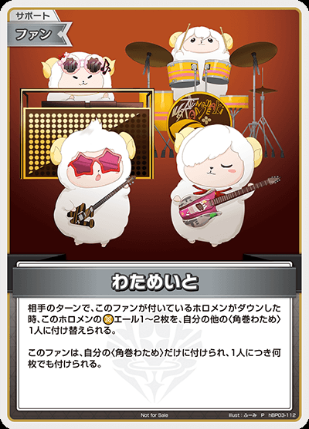 サポート
ファン
わためいと
相手のターンで、このファンが付いているホロメンがダウンした
時、このホロメンのエール1~2枚を、自分の他の〈角巻わため〉
1人に付け替えられる。
このファンは、自分の〈角巻わため〉だけに付けられ、1人につき何
枚でも付けられる。
Not for Sale
Illust:ムール P hBP03-112